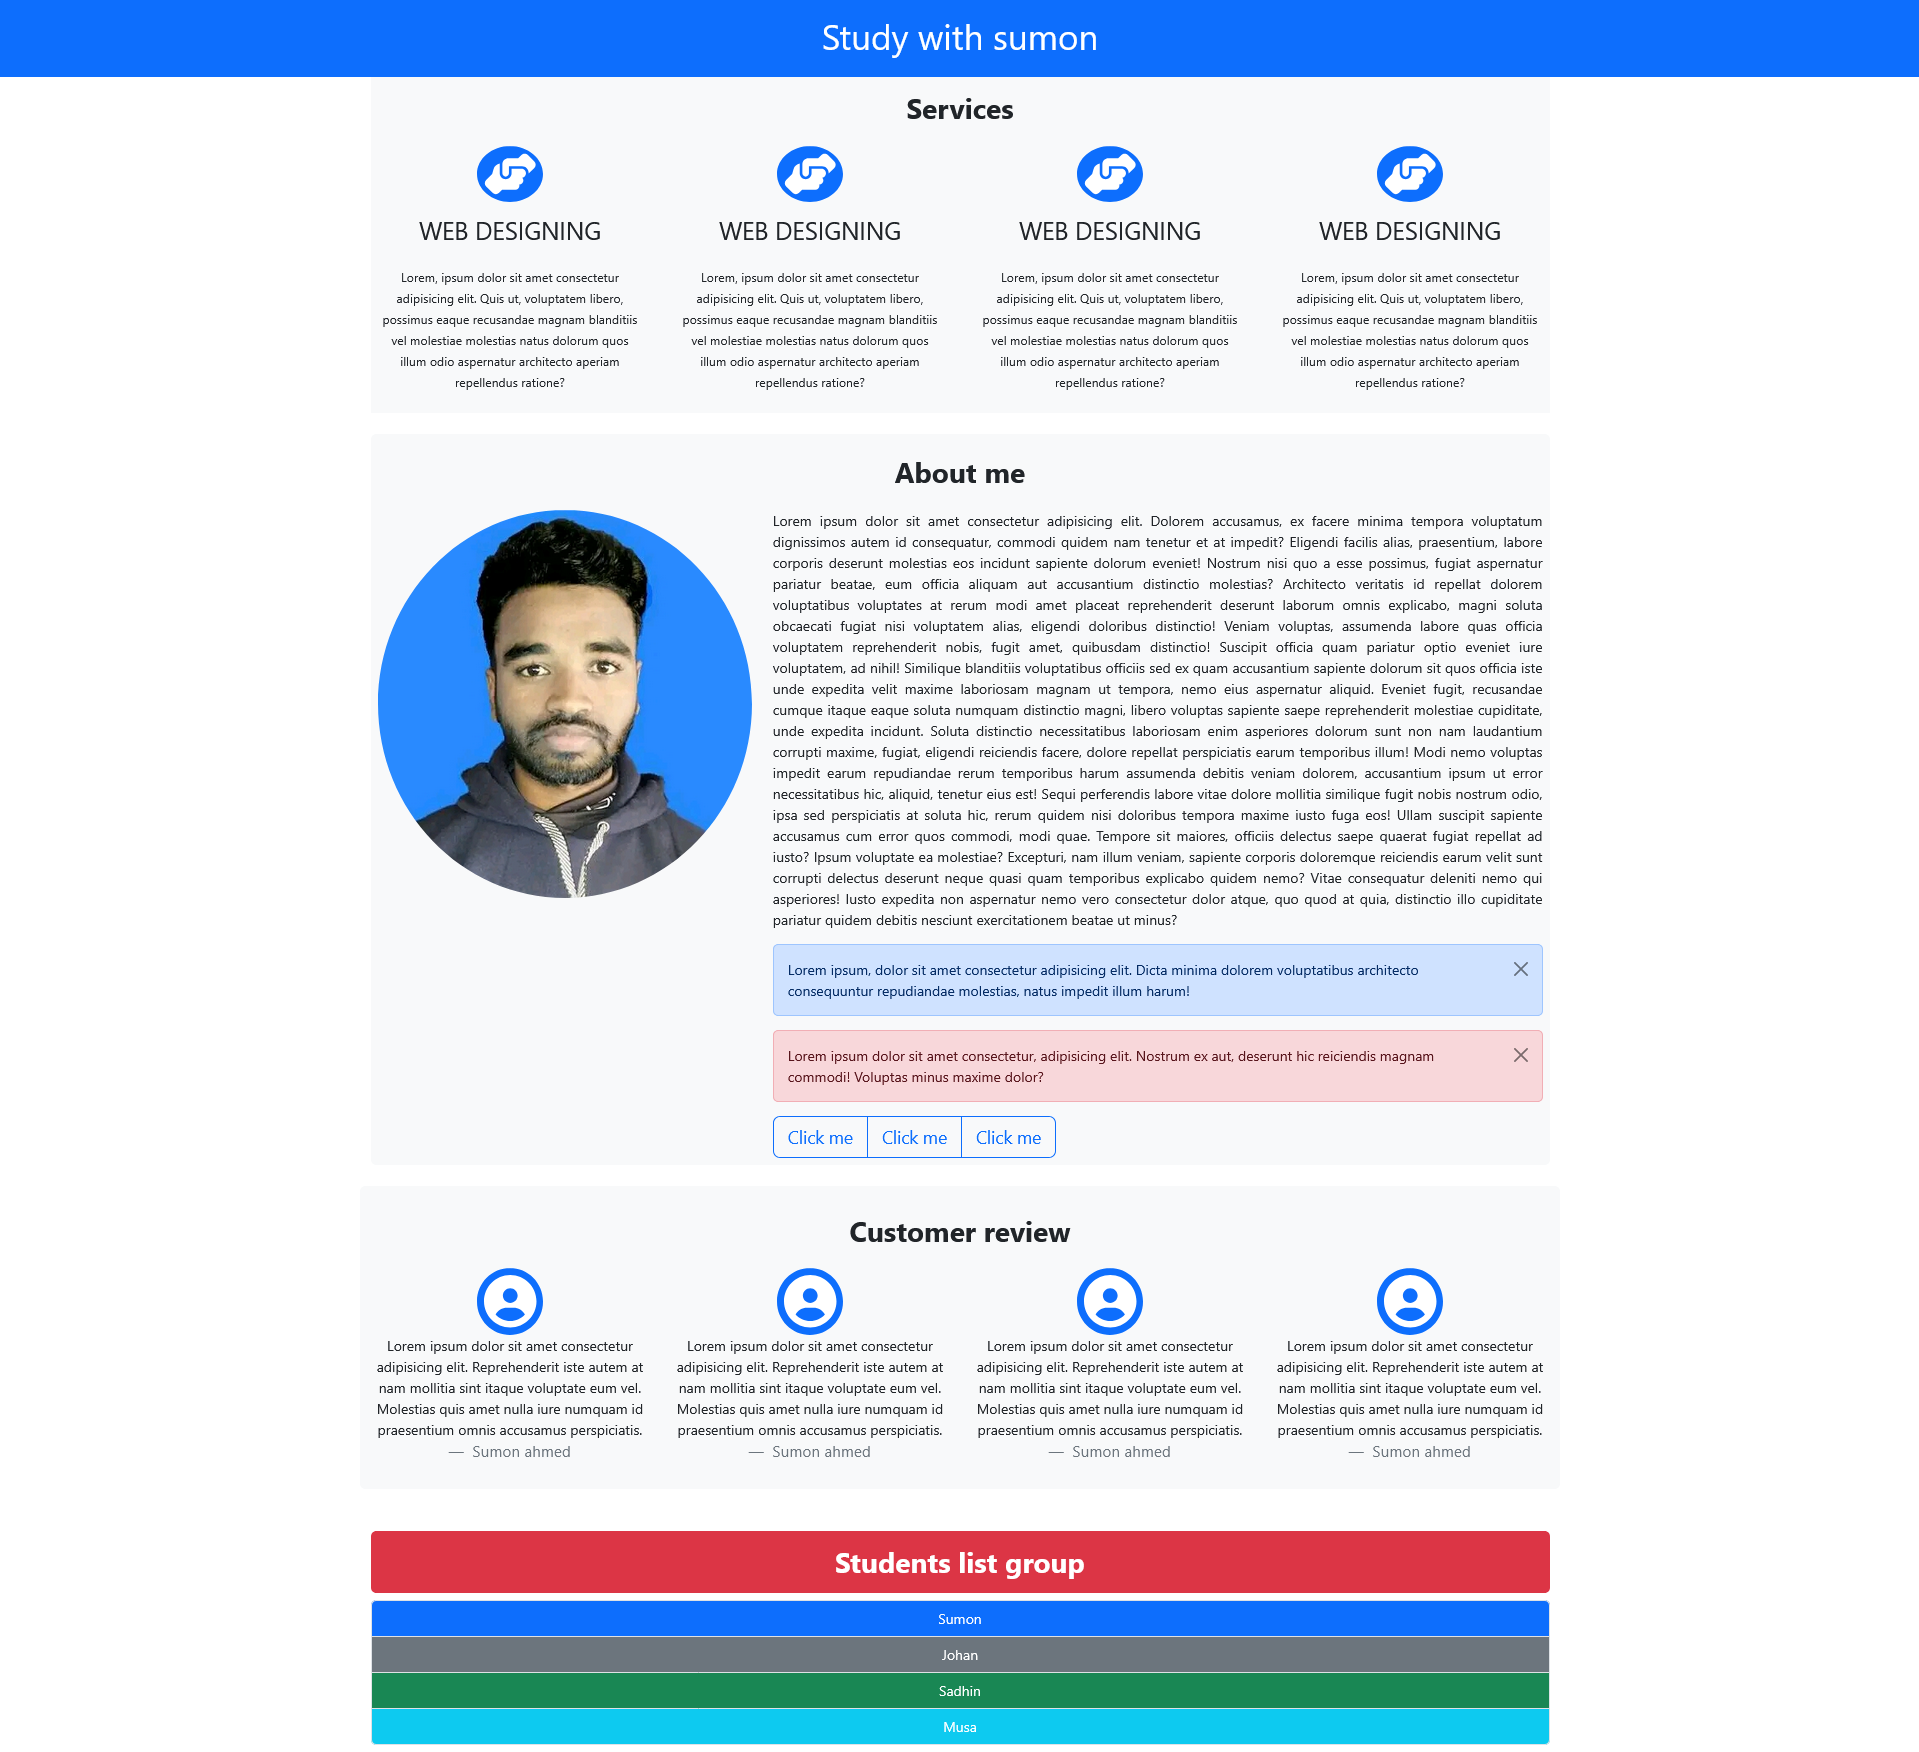 Study with sumon
Services
WEB DESIGNING
Lorem, ipsum dolor sit amet consectetur
adipisicing elit. Quis ut, voluptatem libero,
possimus eaque recusandae magnam blanditiis
vel molestiae molestias natus dolorum quos
illum odio aspernatur architecto aperiam
repellendus ratione?
WEB DESIGNING
Lorem, ipsum dolor sit amet consectetur
adipisicing elit. Quis ut, voluptatem libero,
possimus eaque recusandae magnam blanditiis
vel molestiae molestias natus dolorum quos
illum odio aspernatur architecto aperiam
repellendus ratione?
WEB DESIGNING
Lorem, ipsum dolor sit amet consectetur
adipisicing elit. Quis ut, voluptatem libero,
possimus eaque recusandae magnam blanditiis
vel molestiae molestias natus dolorum quos
illum odio aspernatur architecto aperiam
repellendus ratione?
WEB DESIGNING
Lorem, ipsum dolor sit amet consectetur
adipisicing elit. Quis ut, voluptatem libero,
possimus eaque recusandae magnam blanditiis
vel molestiae molestias natus dolorum quos
illum odio aspernatur architecto aperiam
repellendus ratione?
About me
Lorem ipsum dolor sit amet consectetur adipisicing elit. Dolorem accusamus, ex facere minima tempora voluptatum
dignissimos autem id consequatur, commodi quidem nam tenetur et at impedit? Eligendi facilis alias, praesentium, labore
corporis deserunt molestias eos incidunt sapiente dolorum eveniet! Nostrum nisi quo a esse possimus, fugiat aspernatur
pariatur beatae, eum officia aliquam aut accusantium distinctio molestias? Architecto veritatis id repellat dolorem
voluptatibus voluptates at rerum modi amet placeat reprehenderit deserunt laborum omnis explicabo, magni soluta
obcaecati fugiat nisi voluptatem alias, eligendi doloribus distinctio! Veniam voluptas, assumenda labore quas officia
voluptatem reprehenderit nobis, fugit amet, quibusdam distinctio! Suscipit officia quam pariatur optio eveniet iure
voluptatem, ad nihil! Similique blanditiis voluptatibus officiis sed ex quam accusantium sapiente dolorum sit quos officia iste
unde expedita velit maxime laboriosam magnam ut tempora, nemo eius aspernatur aliquid. Eveniet fugit, recusandae
cumque itaque eaque soluta numquam distinctio magni, libero voluptas sapiente saepe reprehenderit molestiae cupiditate,
unde expedita incidunt. Soluta distinctio necessitatibus laboriosam enim asperiores dolorum sunt non nam laudantium
corrupti maxime, fugiat, eligendi reiciendis facere, dolore repellat perspiciatis earum temporibus illum! Modi nemo voluptas
impedit earum repudiandae rerum temporibus harum assumenda debitis veniam dolorem, accusantium ipsum ut error
necessitatibus hic, aliquid, tenetur eius est! Sequi perferendis labore vitae dolore mollitia similique fugit nobis nostrum odio,
ipsa sed perspiciatis at soluta hic, rerum quidem nisi doloribus tempora maxime iusto fuga eos! Ullam suscipit sapiente
accusamus cum error quos commodi, modi quae. Tempore sit maiores, officiis delectus saepe quaerat fugiat repellat ad
iusto? Ipsum voluptate ea molestiae? Excepturi, nam illum veniam, sapiente corporis doloremque reiciendis earum velit sunt
corrupti delectus deserunt neque quasi quam temporibus explicabo quidem nemo? Vitae consequatur deleniti nemo qui
asperiores! Iusto expedita non aspernatur nemo vero consectetur dolor atque, quo quod at quia, distinctio illo cupiditate
pariatur quidem debitis nesciunt exercitationem beatae ut minus?
Lorem ipsum, dolor sit amet consectetur adipisicing elit. Dicta minima dolorem voluptatibus architecto
consequuntur repudiandae molestias, natus impedit illum harum!
Lorem ipsum dolor sit amet consectetur, adipisicing elit. Nostrum ex aut, deserunt hic reiciendis magnam
commodi! Voluptas minus maxime dolor?
Click me Click me Click me
Customer review
Lorem ipsum dolor sit amet consectetur
adipisicing elit. Reprehenderit iste autem at
nam mollitia sint itaque voluptate eum vel.
Molestias quis amet nulla iure numquam id
praesentium omnis accusamus perspiciatis.
— Sumon ahmed
Lorem ipsum dolor sit amet consectetur
adipisicing elit. Reprehenderit iste autem at
nam mollitia sint itaque voluptate eum vel.
Molestias quis amet nulla iure numquam id
praesentium omnis accusamus perspiciatis.
— Sumon ahmed
Lorem ipsum dolor sit amet consectetur
adipisicing elit. Reprehenderit iste autem at
nam mollitia sint itaque voluptate eum vel.
Molestias quis amet nulla iure numquam id
praesentium omnis accusamus perspiciatis.
— Sumon ahmed
Lorem ipsum dolor sit amet consectetur
adipisicing elit. Reprehenderit iste autem at
nam mollitia sint itaque voluptate eum vel.
Molestias quis amet nulla iure numquam id
praesentium omnis accusamus perspiciatis.
— Sumon ahmed
Students list group
Sumon
Johan
Sadhin
Musa